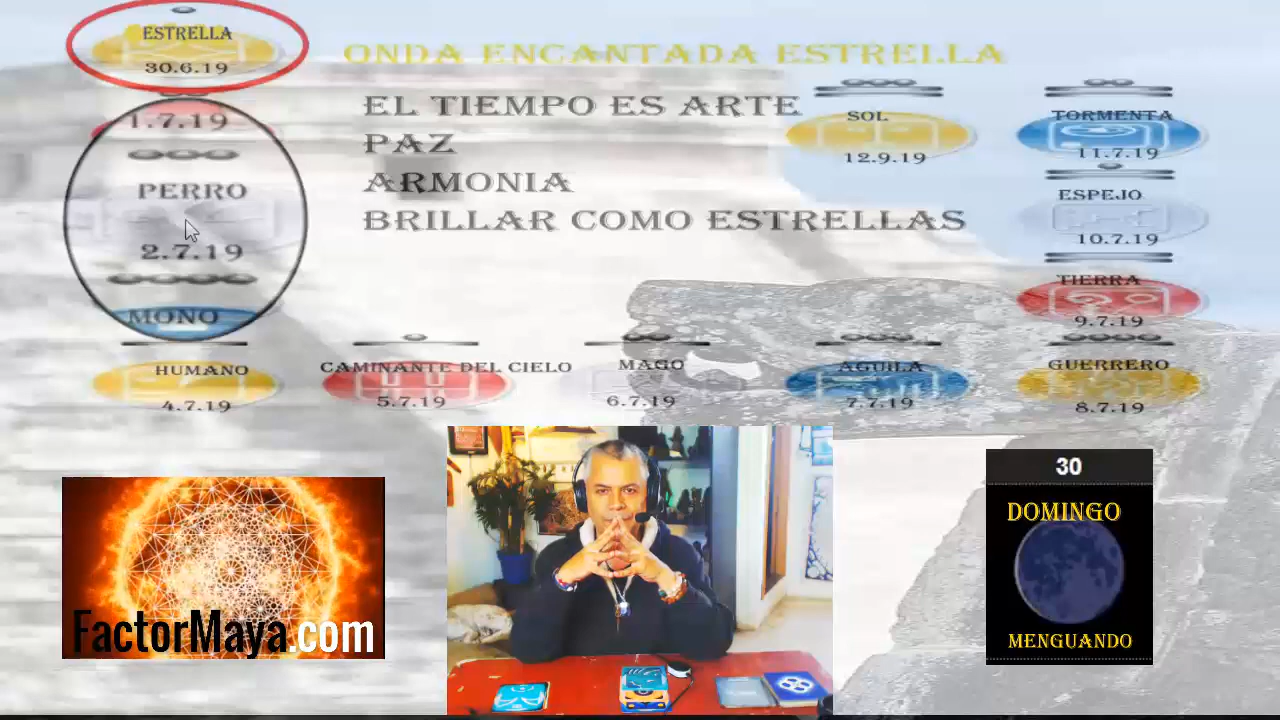 ESTRELLA
30.6.19
ONDA ENCANTADA ESTRELLA
EL TIEMPO ES ARTE
PAZ
ARMONIA
BRILLAR COMO ESTRELLAS
1.7.19
PERRO
2.7.19
MONO
SOL
12.9.19
TORMENTA
11.7.19
ESPEJO
10.7.19
TIERRA
9.7.19
HUMANO
4.7.19
CAMINANTE DEL CIELO
5.7.19
MAGO
6.7.19
AGUILA
7.7.19
GUERRERO
8.7.19
FactorMaya.com
30
DOMINGO
MENGUANDO